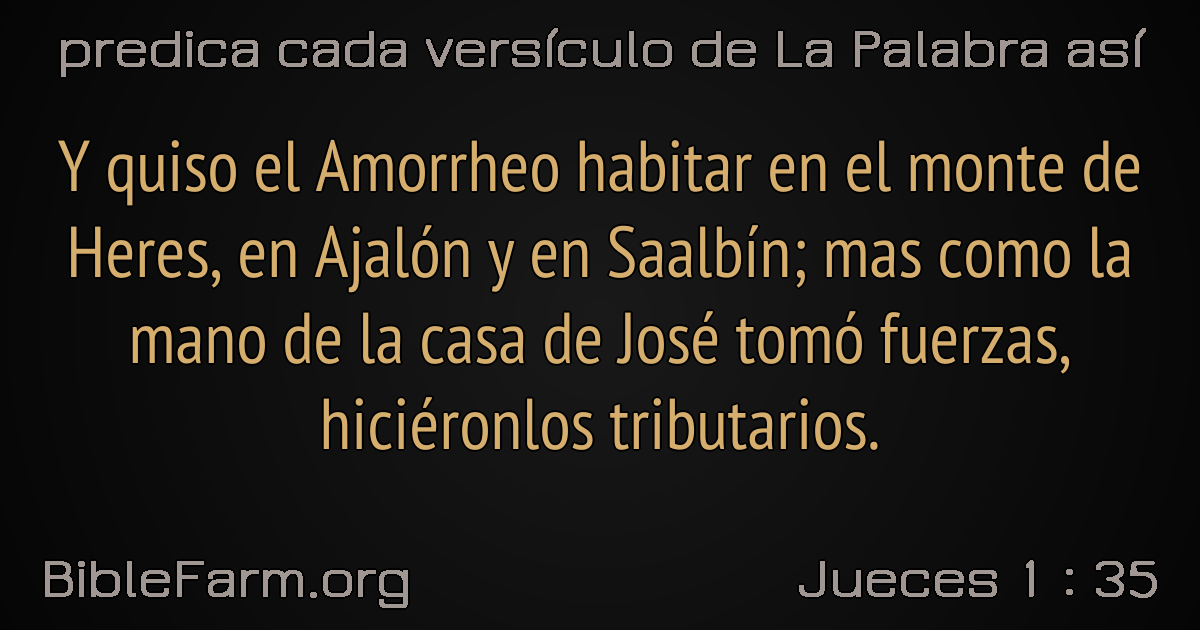 predica cada versículo de La Palabra así
Y quiso el Amorrheo habitar en el monte de
Heres, en Ajalón y en Saalbín; mas como la
mano de la casa de José tomó fuerzas,
hiciéronlos tributarios.
BibleFarm.org
Jueces 1 : 35